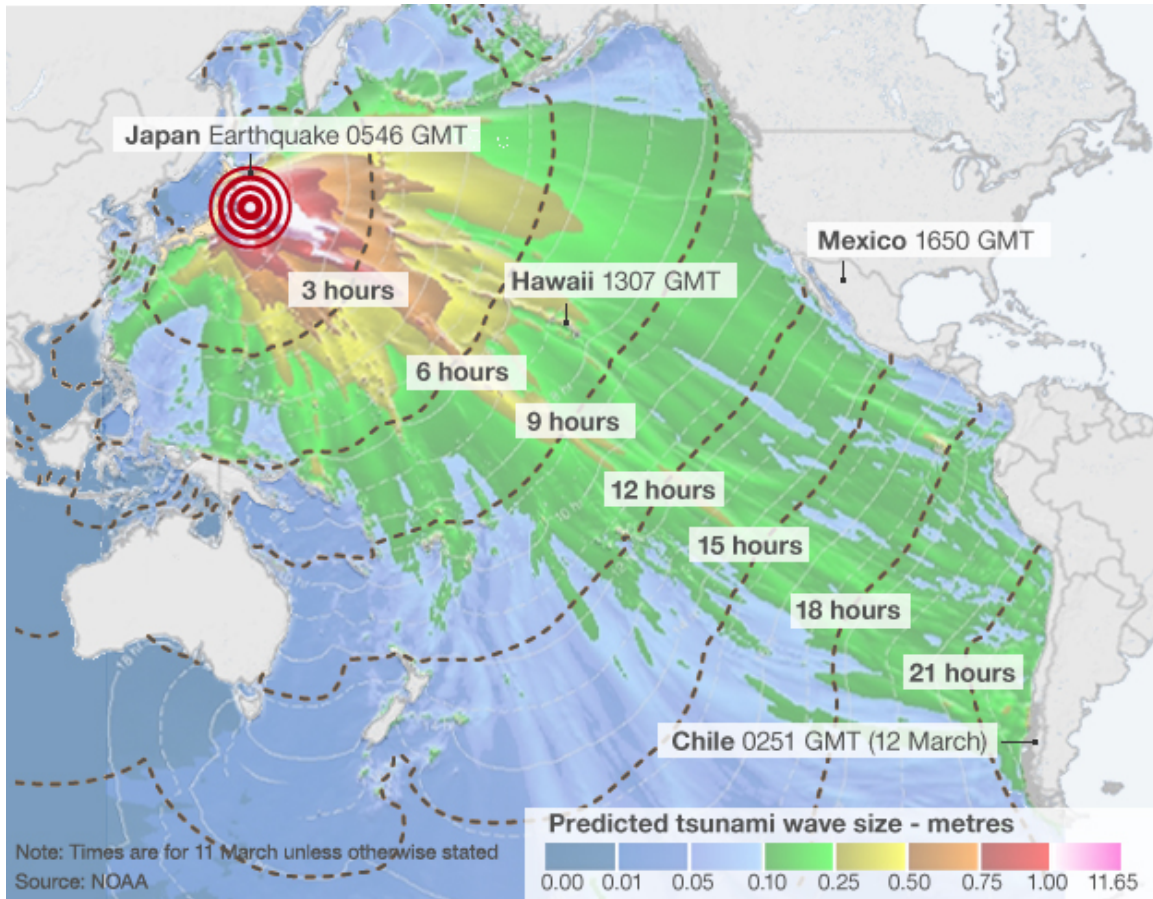 Japan Earthquake 0546 GMT
Mexico 1650 GMT
Hawaii 1307 GMT
3 hours
6 hours
9 hours
12 hours
15 hours
18 hours
21 hours
Chile 0251 GMT (12 March)
Predicted tsunami wave size - metres
0.00 0.01 0.05 0.10 0.25 0.50 0.75 1.00 11.65
Note: Times are for 11 March unless otherwise stated
Source: NOAA